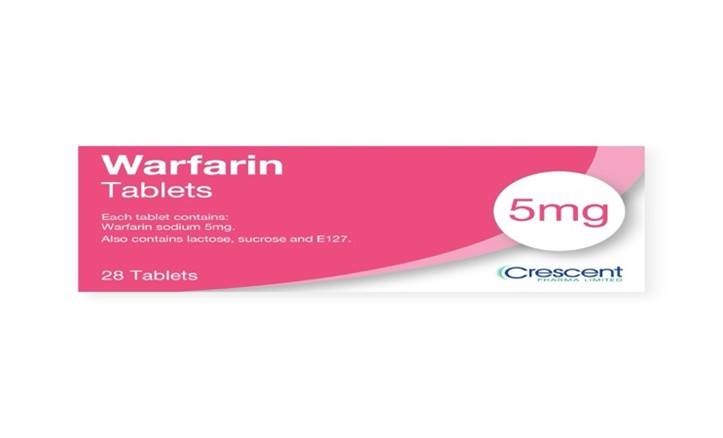 Warfarin
Tablets
Each tablet contains:
Warfarin sodium 5mg.
Also contains lactose, sucrose and E127.
5mg
28 Tablets
Crescent
PHARMA LIMITED